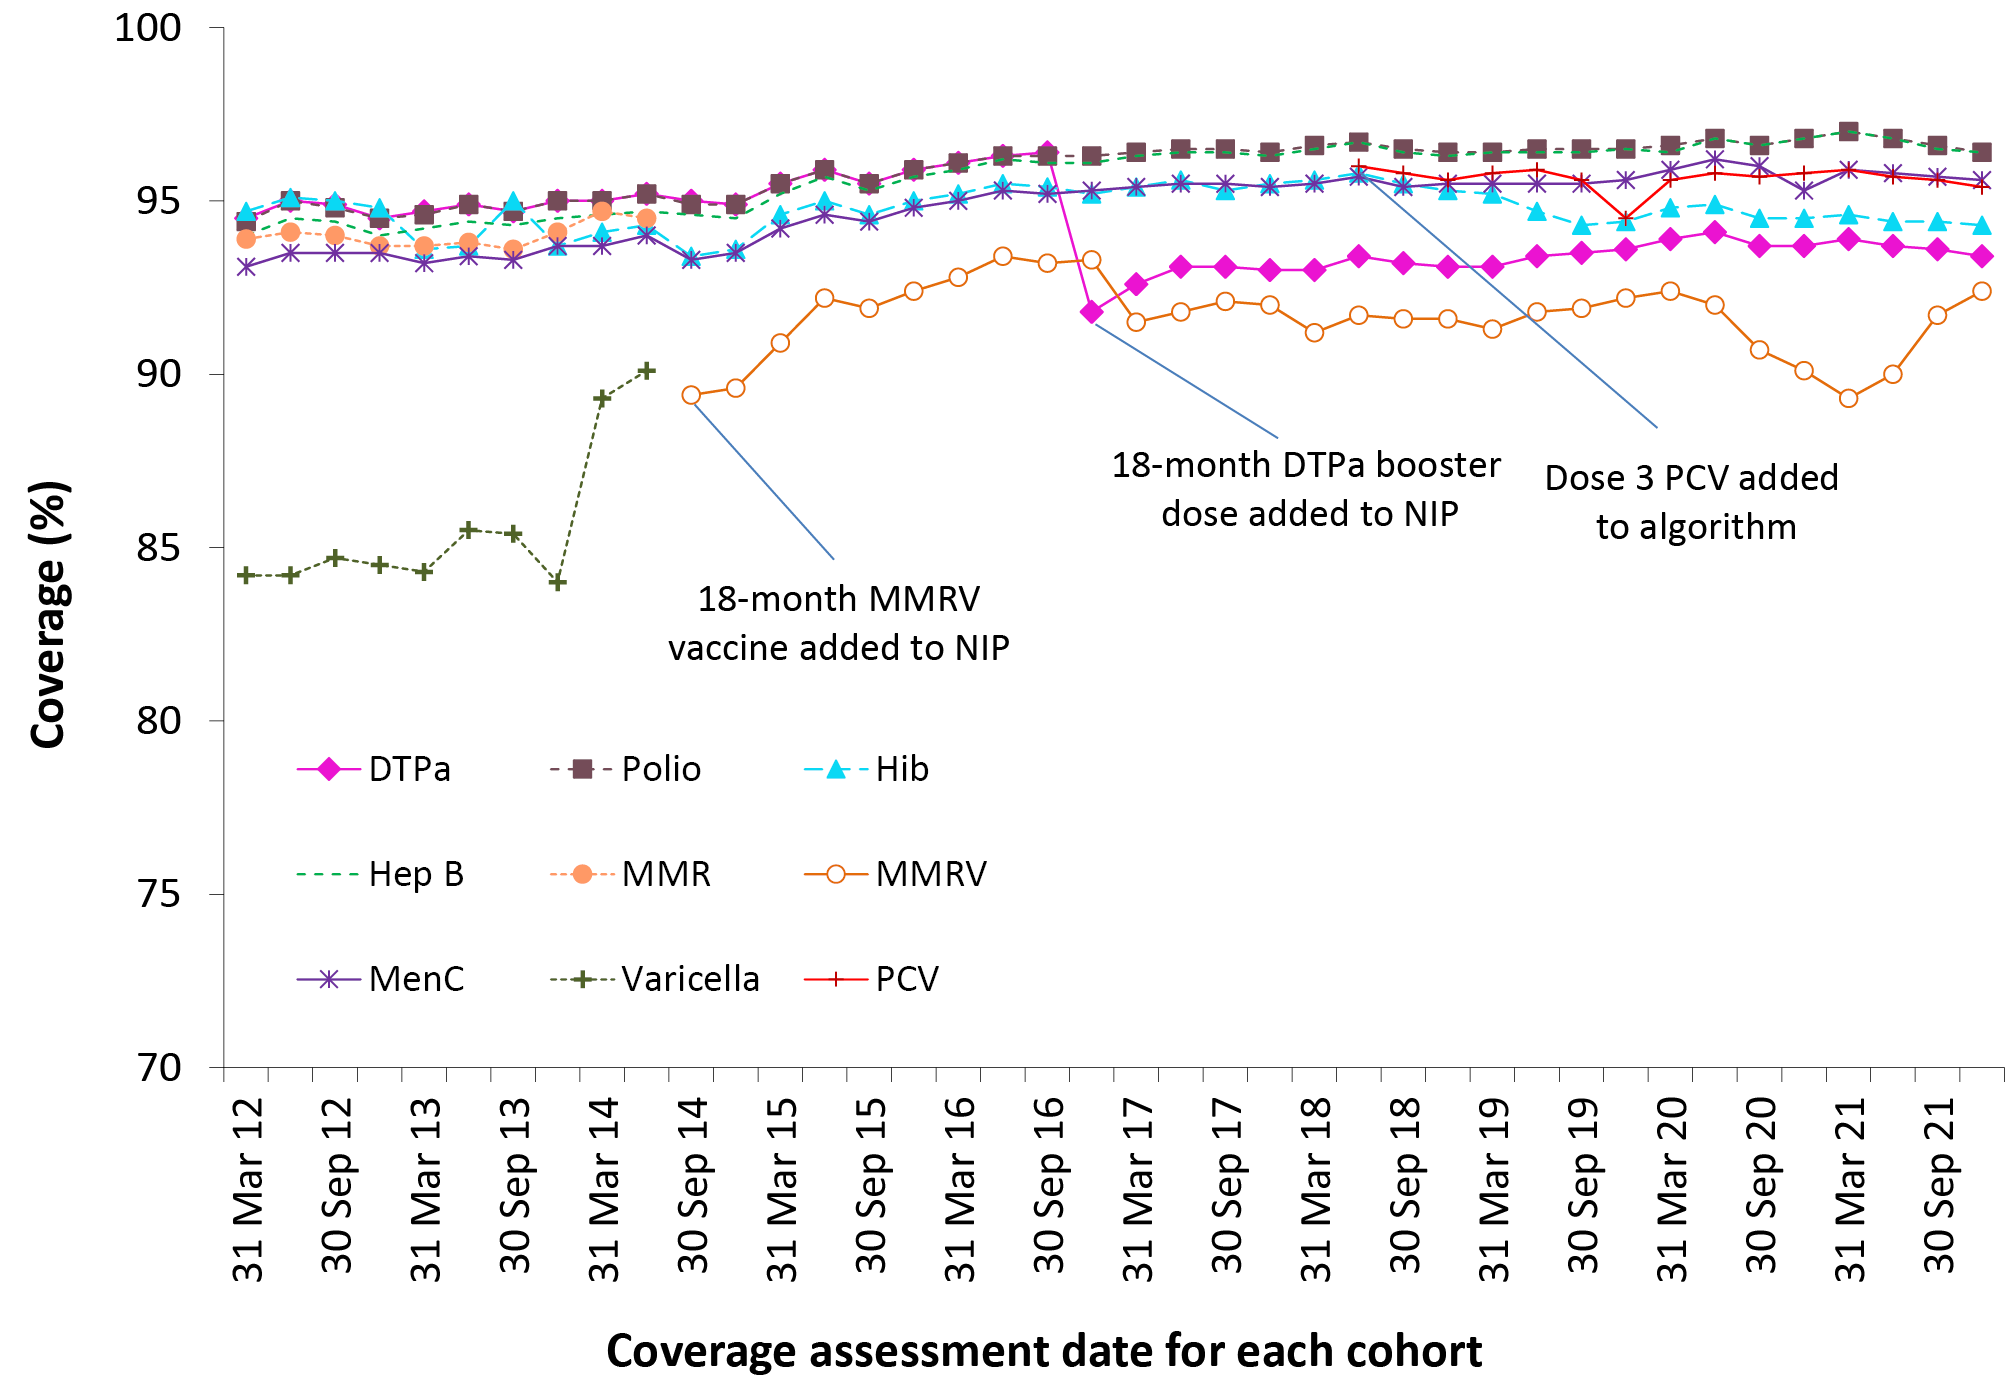 100
95
90
85
80
75
70
Coverage (%)
18-month MMRV
vaccine added to NIP
18-month DTPa booster
dose added to NIP
Dose 3 PCV added
to algorithm
DTPa
Polio
Hib
Hep B
MMR
MMRV
MenC
Varicella
PCV
31 Mar 12
30 Sep 12
31 Mar 13
30 Sep 13
31 Mar 14
30 Sep 14
31 Mar 15
30 Sep 15
31 Mar 16
30 Sep 16
31 Mar 17
30 Sep 17
31 Mar 18
30 Sep 18
31 Mar 19
30 Sep 19
31 Mar 20
30 Sep 20
31 Mar 21
30 Sep 21
Coverage assessment date for each cohort